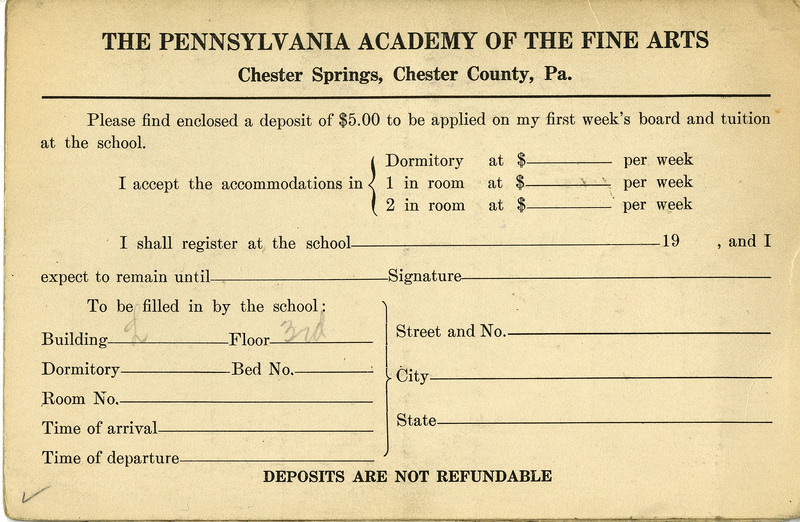 THE PENNSYLVANIA ACADEMY OF THE FINE ARTS
Chester Springs, Chester County, Pa.
Please find enclosed a deposit of $5.00 to be applied on my first week's board and tuition
at the school.
I accept the accommodations in
Dormitory at $ per week
1 in room at $ per week
2 in room at $ per week
I shall register at the school 19 , and I
expect to remain until Signature
To be filled in by the school:
Building Floor 3rd
Dormitory Bed No.
Room No.
Time of arrival
Time of departure
Street and No.
City
State
DEPOSITS ARE NOT REFUNDABLE